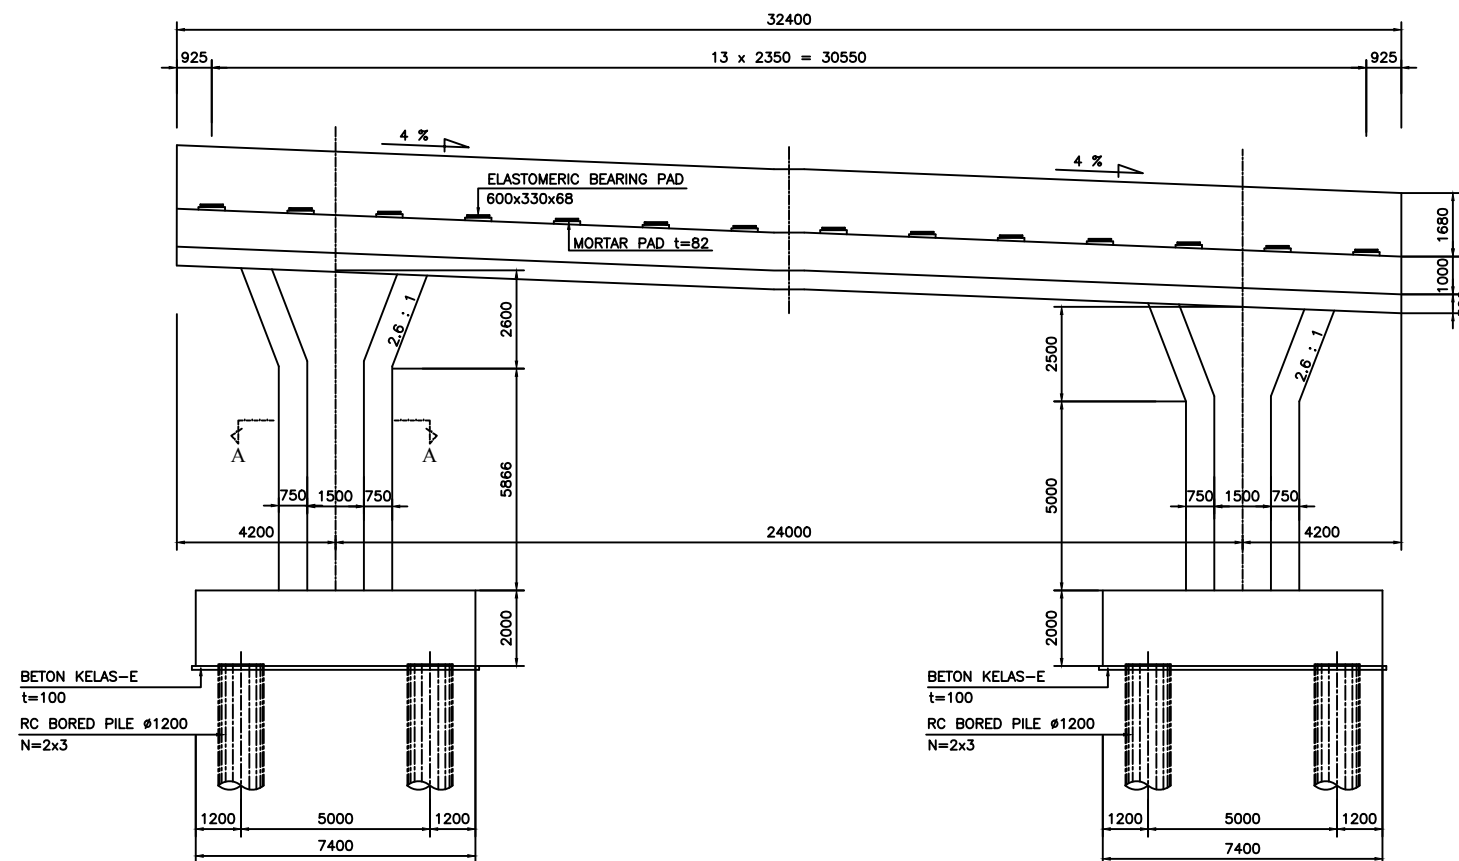 32400
925
13 x 2350 = 30550
925
4 %
4 %
ELASTOMERIC BEARING PAD
600x330x68
MORTAR PAD t=82
1680
1000
2600
2.6 : 1
2500
2.6 : 1
A
A
5866
5000
750
1500
750
750
1500
750
4200
24000
4200
2000
2000
BETON KELAS-E
t=100
RC BORED PILE ø1200
N=2x3
BETON KELAS-E
t=100
RC BORED PILE ø1200
N=2x3
1200
5000
1200
1200
5000
1200
7400
7400